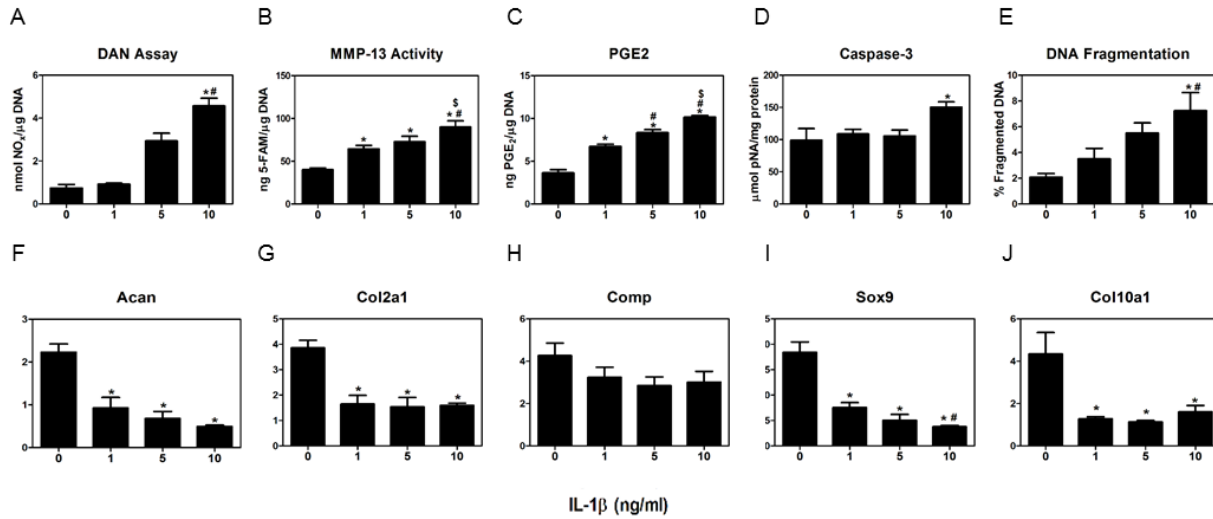 A
DAN Assay
nmol NOₓ/µg DNA
6
4
2
0
0 1 5 10
*#
B
MMP-13 Activity
ng 5-FAM/µg DNA
150
100
50
0
0 1 5 10
*
*
$
*#
C
PGE2
ng PGE₂/µg DNA
15
10
5
0
0 1 5 10
*
#
*
$
#
*
D
Caspase-3
µmol pNA/mg protein
200
150
100
50
0
0 1 5 10
*
E
DNA Fragmentation
% Fragmented DNA
10
8
6
4
2
0
0 1 5 10
*#
F
Acan
3
2
1
0
0 1 5 10
*
*
*
G
Col2a1
5
4
3
2
1
0
0 1 5 10
*
*
*
H
Comp
6
4
2
0
0 1 5 10
I
Sox9
0 1 5 10
*
*
* #
J
Col10a1
6
4
2
0
0 1 5 10
*
*
*
IL-1β (ng/ml)